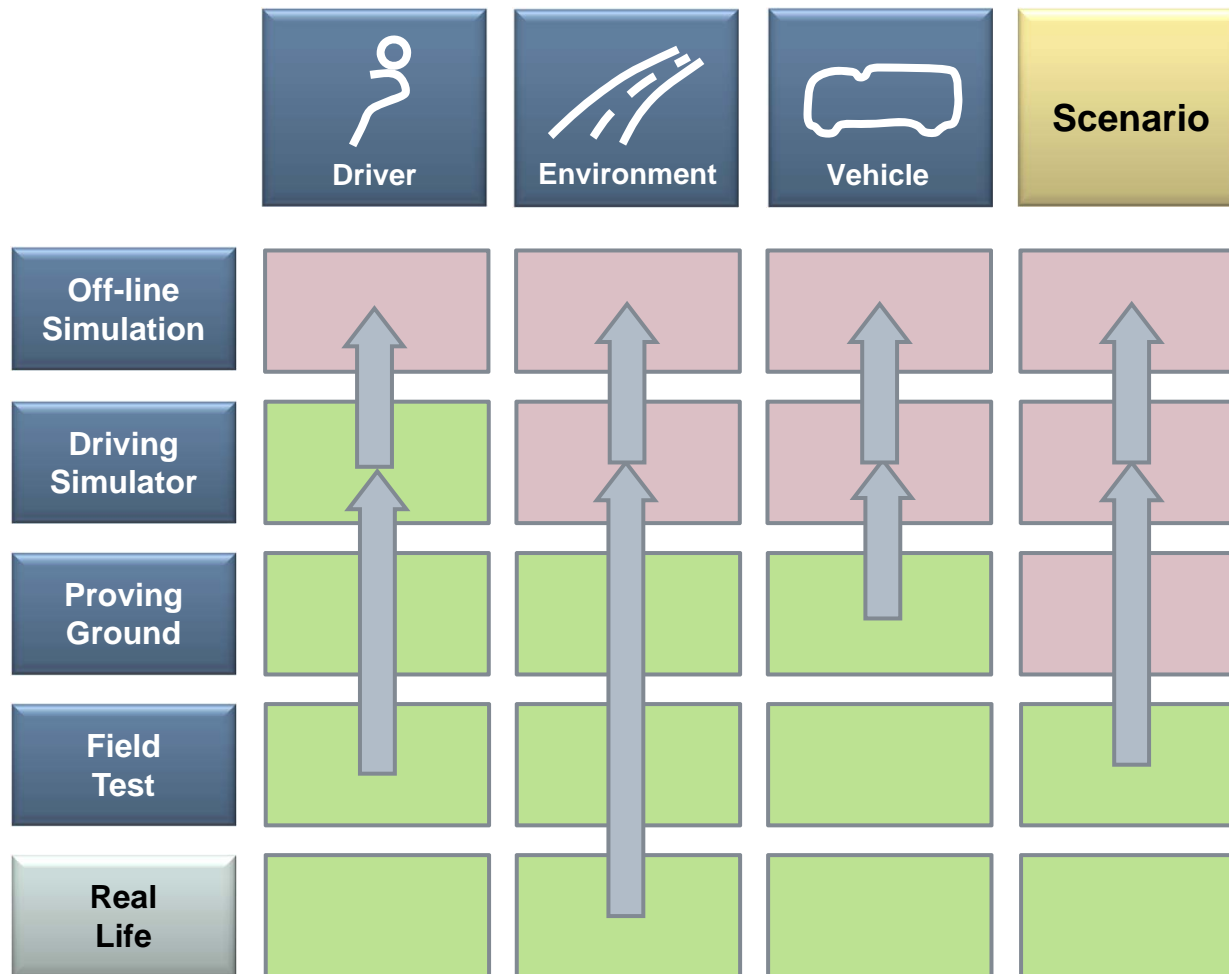 Driver
Environment
Vehicle
Scenario
Off-line
Simulation
Driving
Simulator
Proving
Ground
Field
Test
Real
Life